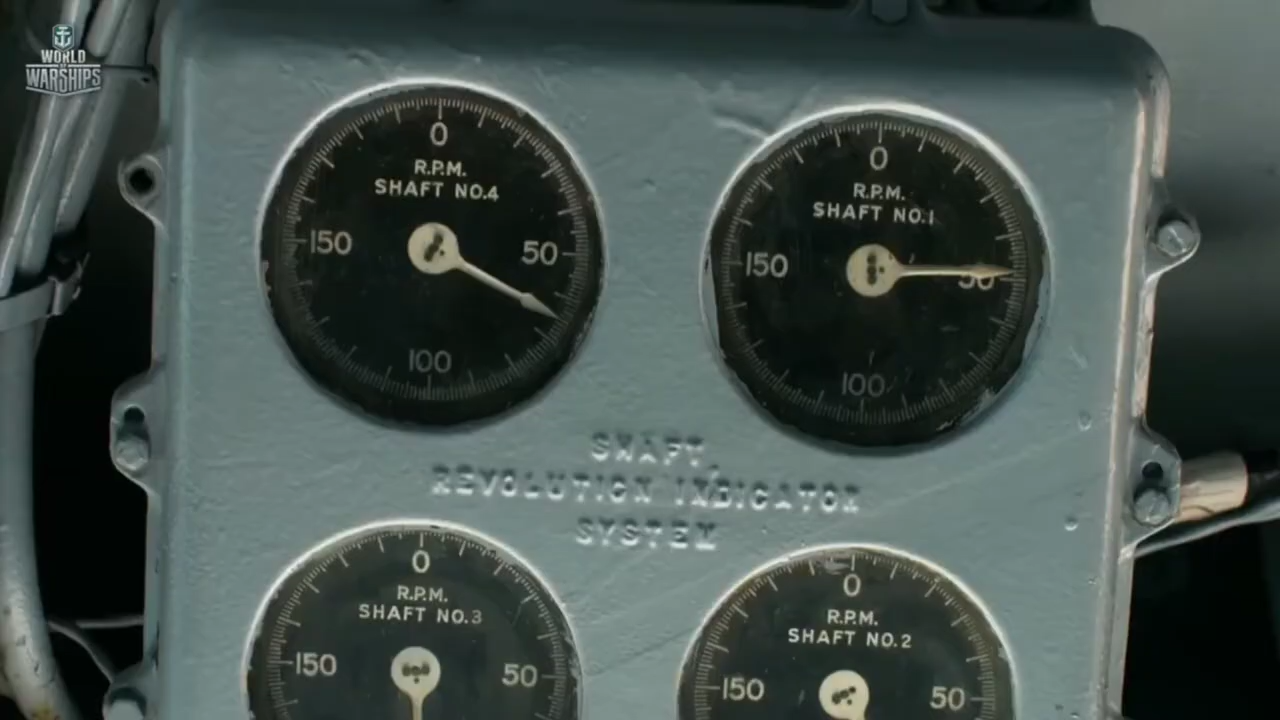 WORLD
OF
WARSHIPS
0
R.P.M.
SHAFT NO.4
150
50
100
0
R.P.M.
SHAFT NO.1
150
50
100
SHAFT
REVOLUTION INDICATOR
SYSTEM
0
R.P.M.
SHAFT NO.3
150
50
0
R.P.M.
SHAFT NO.2
150
50